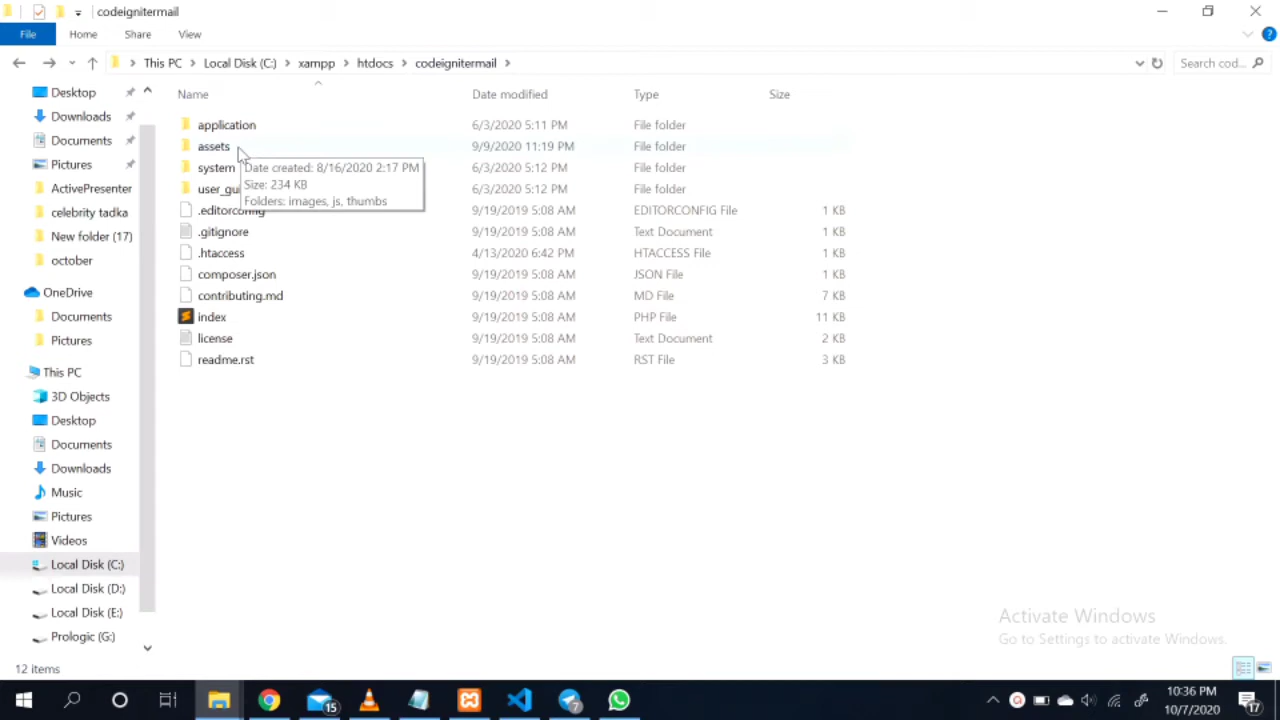 codeignitermail
File Home Share View
This PC Local Disk (C:) xampp htdocs codeignitermail Search cod...
Name Date modified Type Size
application 6/3/2020 5:11 PM File folder
assets 9/9/2020 11:19 PM File folder
system 6/3/2020 5:12 PM File folder
user_gu 6/3/2020 5:12 PM File folder
.editorconfig 9/19/2019 5:08 AM EDITORCONFIG File 1 KB
.gitignore 9/19/2019 5:08 AM Text Document 1 KB
.htaccess 4/13/2020 6:42 PM HTACCESS File 1 KB
composer.json 9/19/2019 5:08 AM JSON File 1 KB
contributing.md 9/19/2019 5:08 AM MD File 7 KB
index 9/19/2019 5:08 AM PHP File 11 KB
license 9/19/2019 5:08 AM Text Document 2 KB
readme.rst 9/19/2019 5:08 AM RST File 3 KB
Date created: 8/16/2020 2:17 PM
Size: 234 KB
Folders: images, js, thumbs
Desktop
Downloads
Documents
Pictures
ActivePresenter
celebrity tadka
New folder (17)
october
OneDrive
Documents
Pictures
This PC
3D Objects
Desktop
Documents
Downloads
Music
Pictures
Videos
Local Disk (C:)
Local Disk (D:)
Local Disk (E:)
Prologic (G:)
12 items
Activate Windows
Go to Settings to activate Windows.
15
7
10:36 PM
10/7/2020
17